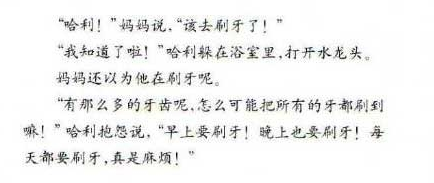 “哈利！”妈妈说，“该去刷牙了！”
“我知道了啦！”哈利躲在浴室里，打开水龙头。
妈妈还以为他在刷牙呢。
“有那么多的牙齿呢，怎么可能把所有的牙都刷到
嘛！”哈利抱怨说，“早上要刷牙！晚上也要刷牙！每
天都要刷牙，真是麻烦！”